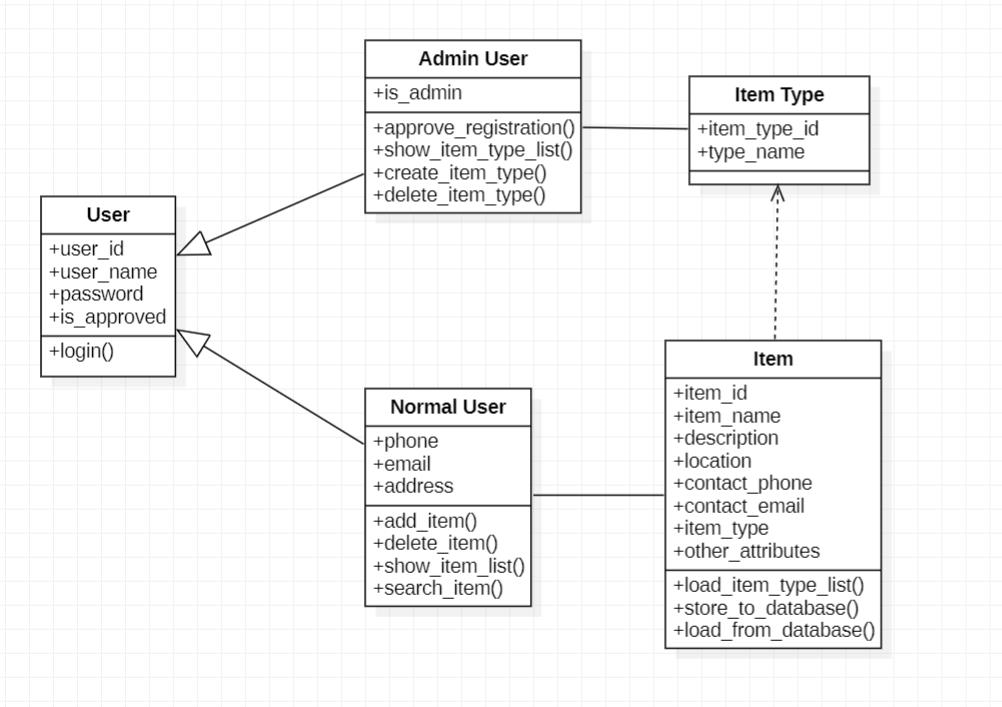 Admin User
+is_admin
+approve_registration()
+show_item_type_list()
+create_item_type()
+delete_item_type()
Item Type
+item_type_id
+type_name
User
+user_id
+user_name
+password
+is_approved
+login()
Normal User
+phone
+email
+address
+add_item()
+delete_item()
+show_item_list()
+search_item()
Item
+item_id
+item_name
+description
+location
+contact_phone
+contact_email
+item_type
+other_attributes
+load_item_type_list()
+store_to_database()
+load_from_database()